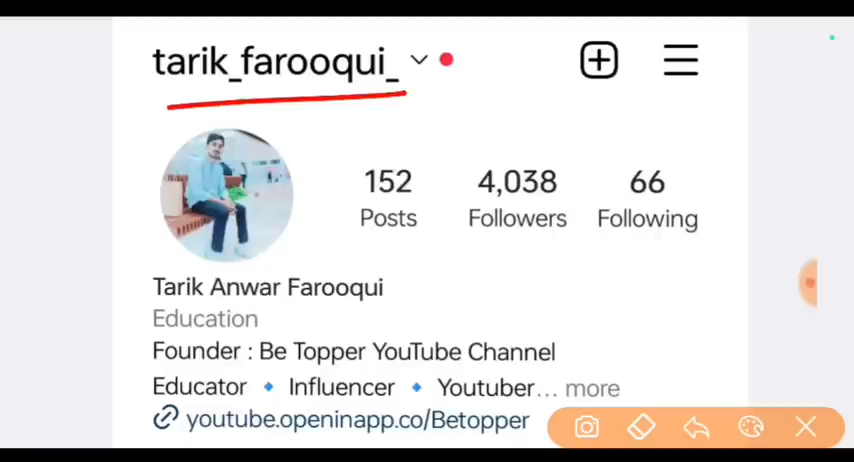 tarik_farooqui_
152 4,038 66
Posts Followers Following
Tarik Anwar Farooqui
Education
Founder : Be Topper YouTube Channel
Educator 🔹 Influencer 🔹 Youtuber... more
youtube.openinapp.co/Betopper